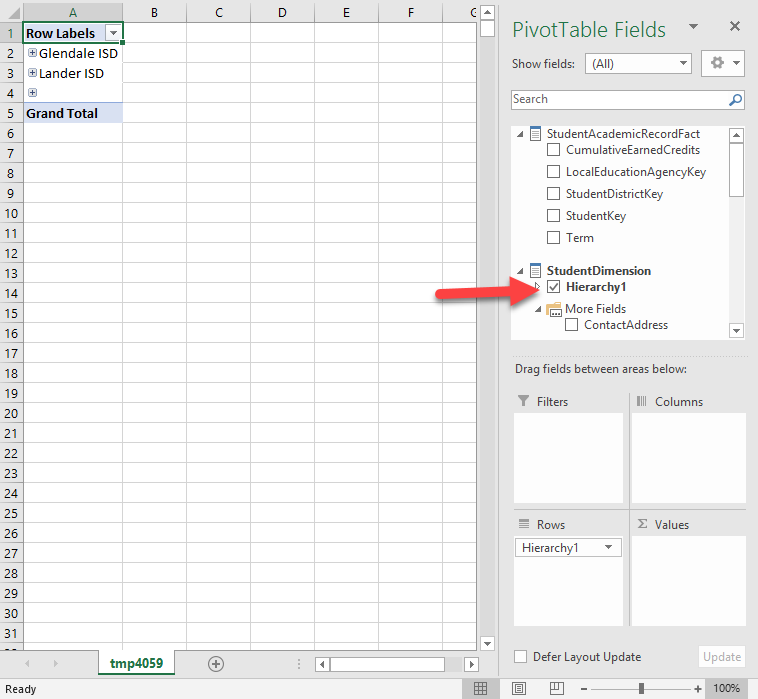 A B C D E F G
1 Row Labels
2 Glendale ISD
3 Lander ISD
4
5 Grand Total
6
7
8
9
10
11
12
13
14
15
16
17
18
19
20
21
22
23
24
25
26
27
28
29
30
31
tmp4059
Ready
PivotTable Fields
Show fields: (All)
Search
StudentAcademicRecordFact
CumulativeEarnedCredits
LocalEducationAgencyKey
StudentDistrictKey
StudentKey
Term
StudentDimension
Hierarchy1
More Fields
ContactAddress
Drag fields between areas below:
Filters
Columns
Rows
Σ Values
Hierarchy1
Defer Layout Update
Update
100%